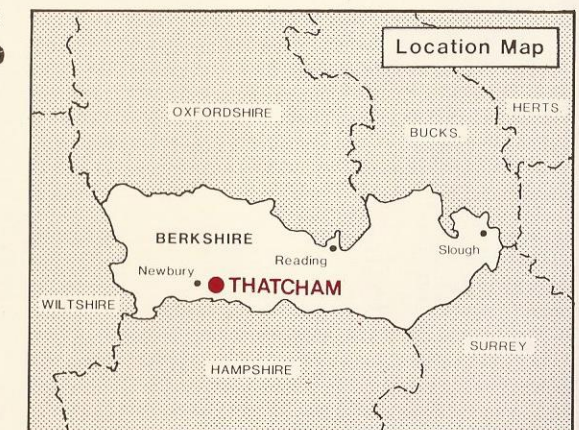 Location Map
OXFORDSHIRE
HERTS.
BUCKS.
BERKSHIRE
Reading
Slough
Newbury
THATCHAM
WILTSHIRE
SURREY
HAMPSHIRE